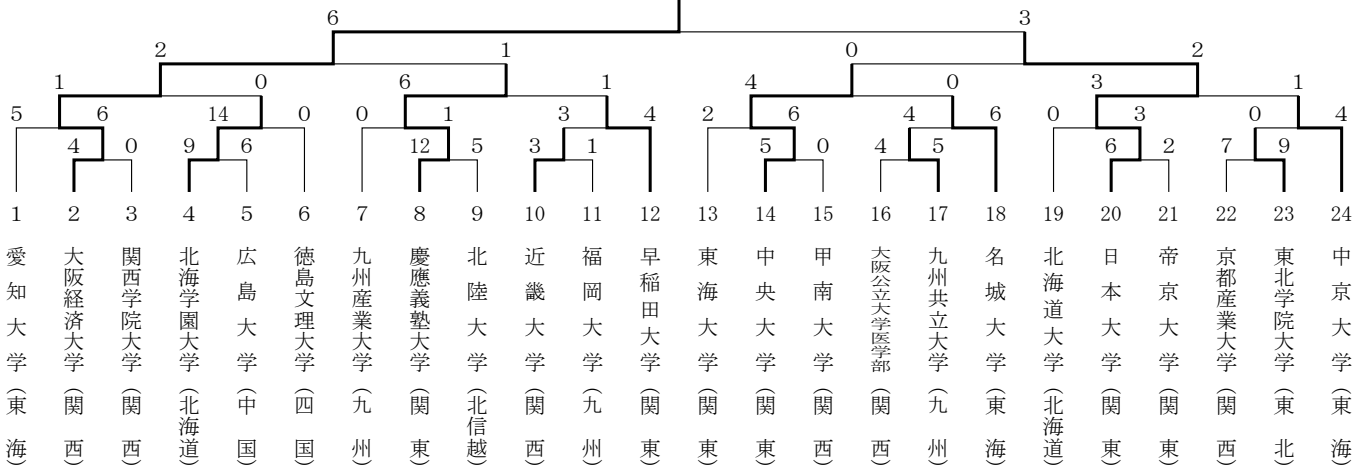 6 3
2 1 0 2
1 0 6 1 4 0 3 1
5 6 14 0 0 1 3 4 2 6 4 6 0 3 0 4
4 0 9 6 12 5 3 1 5 0 4 5 6 2 7 9
1 2 3 4 5 6 7 8 9 10 11 12 13 14 15 16 17 18 19 20 21 22 23 24
愛知大学(東海)
大阪経済大学(関西)
関西学院大学(関西)
北海学園大学(北海道)
広島大学(中国)
徳島文理大学(四国)
九州産業大学(九州)
慶應義塾大学(関東)
北陸大学(北信越)
近畿大学(関西)
福岡大学(九州)
早稲田大学(関東)
東海大学(関東)
中央大学(関東)
甲南大学(関西)
大阪公立大学医学部(関西)
九州共立大学(九州)
名城大学(東海)
北海道大学(北海道)
日本大学(関東)
帝京大学(関東)
京都産業大学(関西)
東北学院大学(東北)
中京大学(東海)